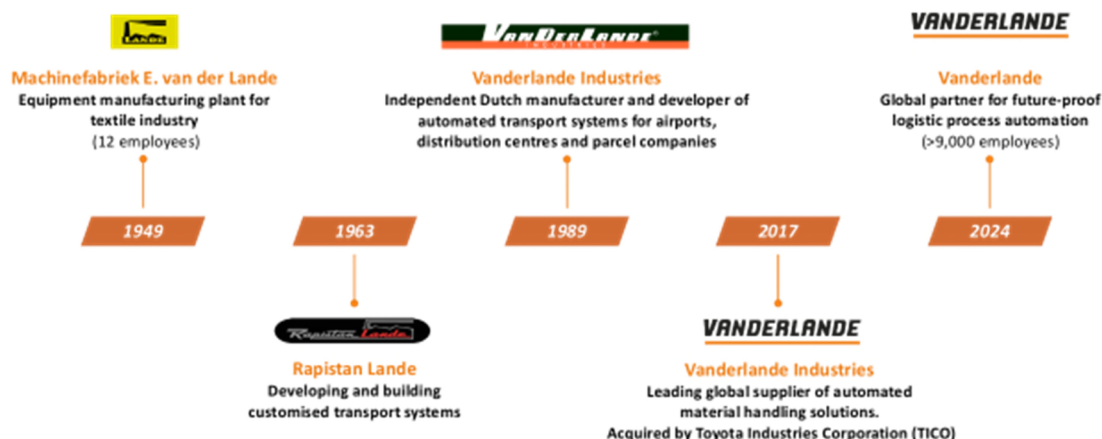 LANDE
Machinefabriek E. van der Lande
Equipment manufacturing plant for
textile industry
(12 employees)
VANDERLANDE®
INDUSTRIES
Vanderlande Industries
Independent Dutch manufacturer and developer of
automated transport systems for airports,
distribution centres and parcel companies
VANDERLANDE
Vanderlande
Global partner for future-proof
logistic process automation
(>9,000 employees)
1949
1963
1989
2017
2024
Rapistan Lande
Rapistan Lande
Developing and building
customised transport systems
VANDERLANDE
Vanderlande Industries
Leading global supplier of automated
material handling solutions.
Acquired by Toyota Industries Corporation (TICO)